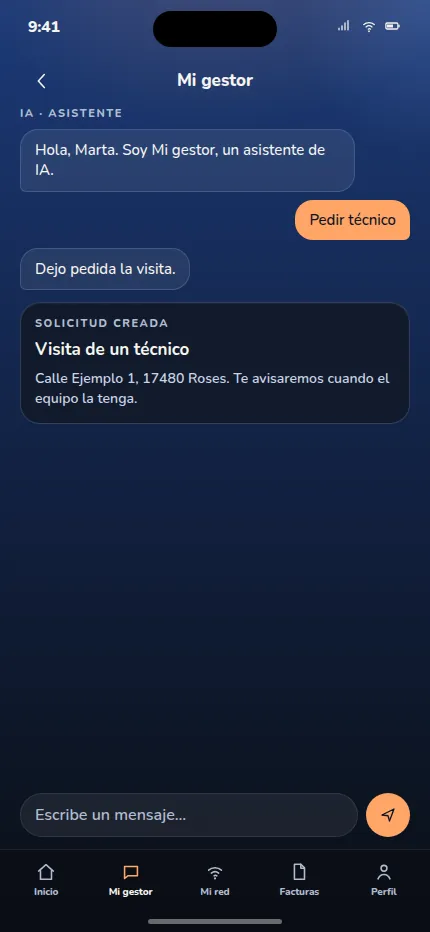 9:41
Mi gestor
IA · ASISTENTE
Hola, Marta. Soy Mi gestor, un asistente de
IA.
Pedir técnico
Dejo pedida la visita.
SOLICITUD CREADA
Visita de un técnico
Calle Ejemplo 1, 17480 Roses. Te avisaremos cuando el
equipo la tenga.
Escribe un mensaje...
Inicio
Mi gestor
Mi red
Facturas
Perfil